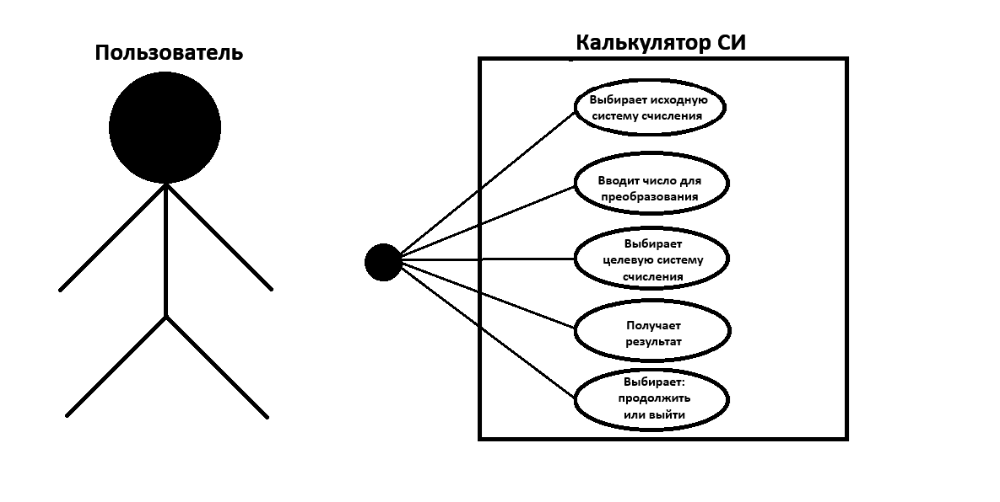 Пользователь
Калькулятор СИ
Выбирает исходную
систему счисления
Вводит число для
преобразования
Выбирает
целевую систему
счисления
Получает
результат
Выбирает:
продолжить
или выйти